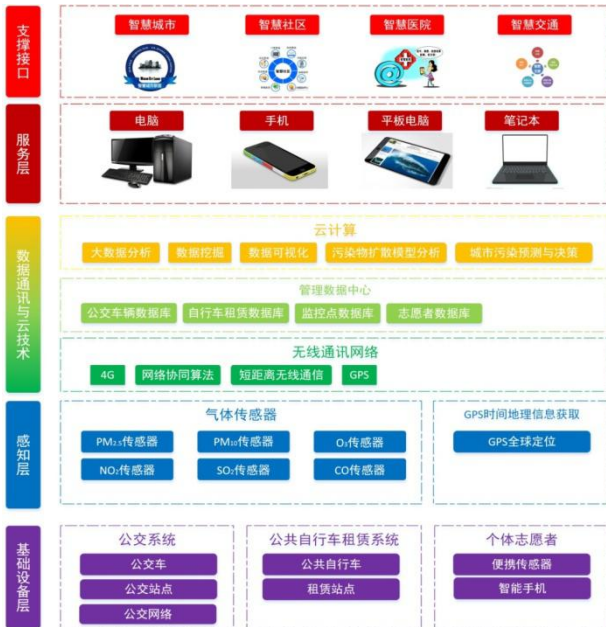 支撑接口
智慧城市 智慧社区 智慧医院 智慧交通
服务层
电脑 手机 平板电脑 笔记本
数据通讯与云技术
云计算
大数据分析 数据挖掘 数据可视化 污染物扩散模型分析 城市污染预测与决策
管理数据中心
公交车辆数据库 自行车租赁数据库 监控点数据库 志愿者数据库
无线通讯网络
4G 网络协同算法 短距离无线通信 GPS
感知层
气体传感器
PM₂.₅传感器 PM₁₀传感器 O₃传感器
NO₂传感器 SO₂传感器 CO传感器
GPS时间地理信息获取
GPS全球定位
基础设备层
公交系统
公交车
公交站点
公交网络
公共自行车租赁系统
公共自行车
租赁站点
个体志愿者
便携传感器
智能手机